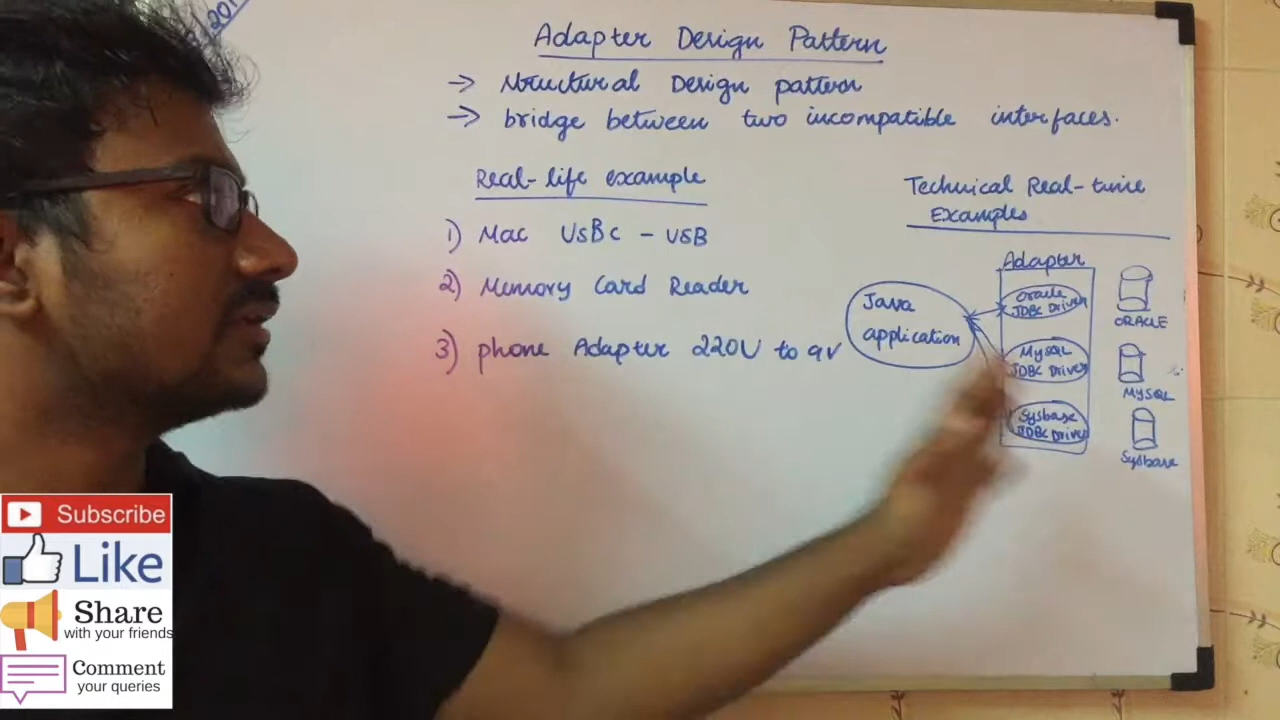 Adapter Design Pattern
→ Structural Design pattern
→ bridge between two incompatible interfaces.
Real-life example
1) Mac USBC - USB
2) Memory Card Reader
3) phone Adapter 220V to 9V
Technical Real-time
Examples
Adapter
Java
application
Oracle
JDBC Driver
MySQL
JDBC Driver
Sysbase
JDBC Driver
ORACLE
MYSQL
Sysbase
Subscribe
Like
Share
with your friends
Comment
your queries